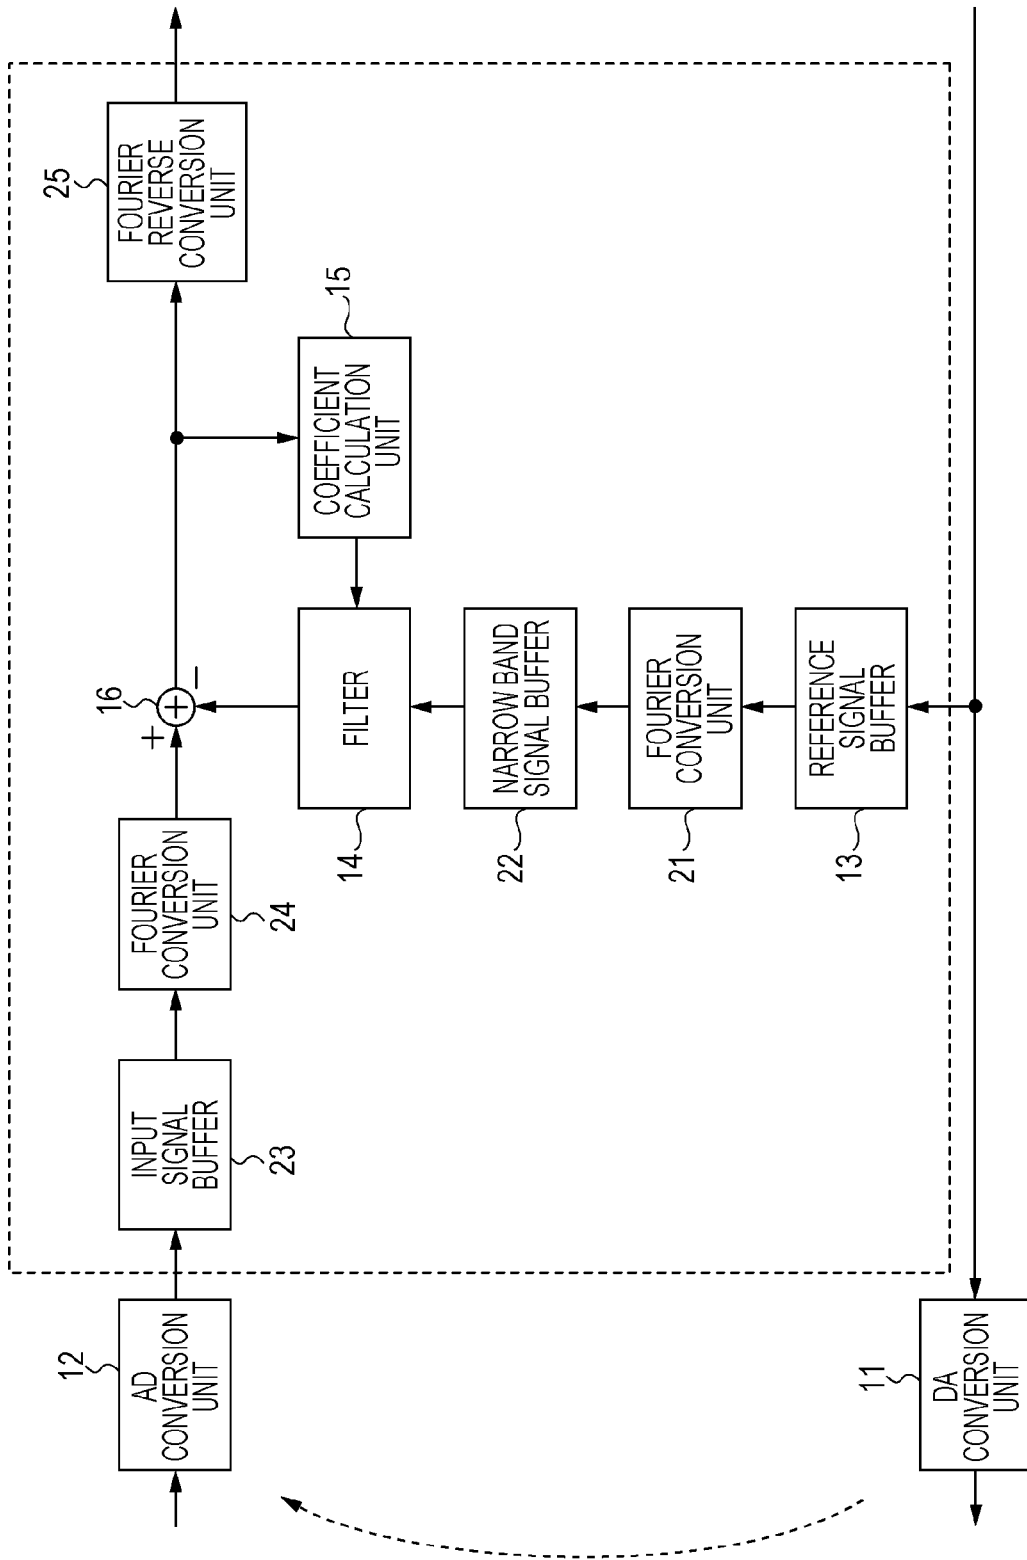 12
AD
CONVERSION
UNIT
INPUT
SIGNAL
BUFFER
23
FOURIER
CONVERSION
UNIT
24
16
+
+
−
25
FOURIER
REVERSE
CONVERSION
UNIT
15
COEFFICIENT
CALCULATION
UNIT
FILTER
14
NARROW BAND
SIGNAL BUFFER
22
FOURIER
CONVERSION
UNIT
21
REFERENCE
SIGNAL
BUFFER
13
11
DA
CONVERSION
UNIT